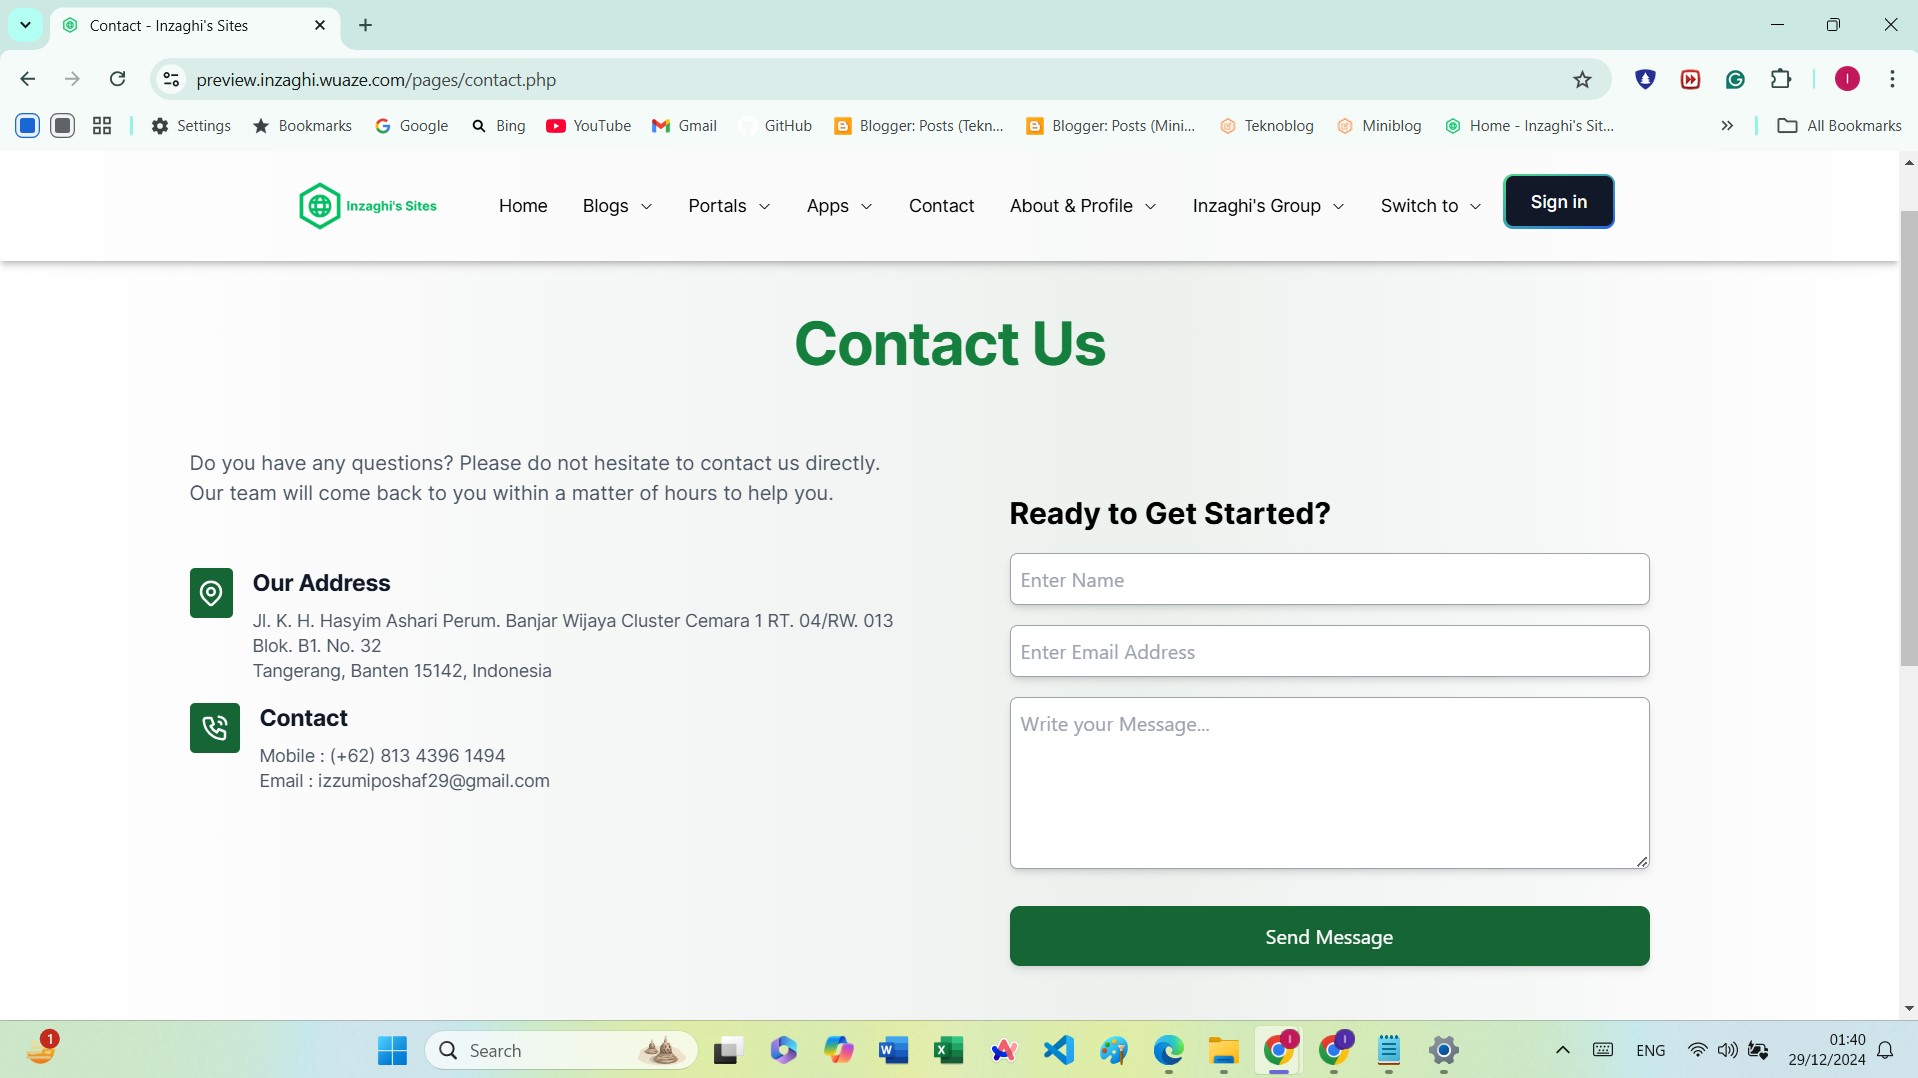 Contact - Inzaghi's Sites
preview.inzaghi.wuaze.com/pages/contact.php
I
Settings
Bookmarks
Google
Bing
YouTube
Gmail
GitHub
Blogger: Posts (Tekn...
Blogger: Posts (Mini...
Teknoblog
Miniblog
Home - Inzaghi's Sit...
All Bookmarks
Inzaghi's Sites
Home
Blogs
Portals
Apps
Contact
About & Profile
Inzaghi's Group
Switch to
Sign in
Contact Us
Do you have any questions? Please do not hesitate to contact us directly.
Our team will come back to you within a matter of hours to help you.
Our Address
Jl. K. H. Hasyim Ashari Perum. Banjar Wijaya Cluster Cemara 1 RT. 04/RW. 013
Blok. B1. No. 32
Tangerang, Banten 15142, Indonesia
Contact
Mobile : (+62) 813 4396 1494
Email : izzumiposhaf29@gmail.com
Ready to Get Started?
Enter Name
Enter Email Address
Write your Message...
Send Message
1
Search
ENG
01:40
29/12/2024